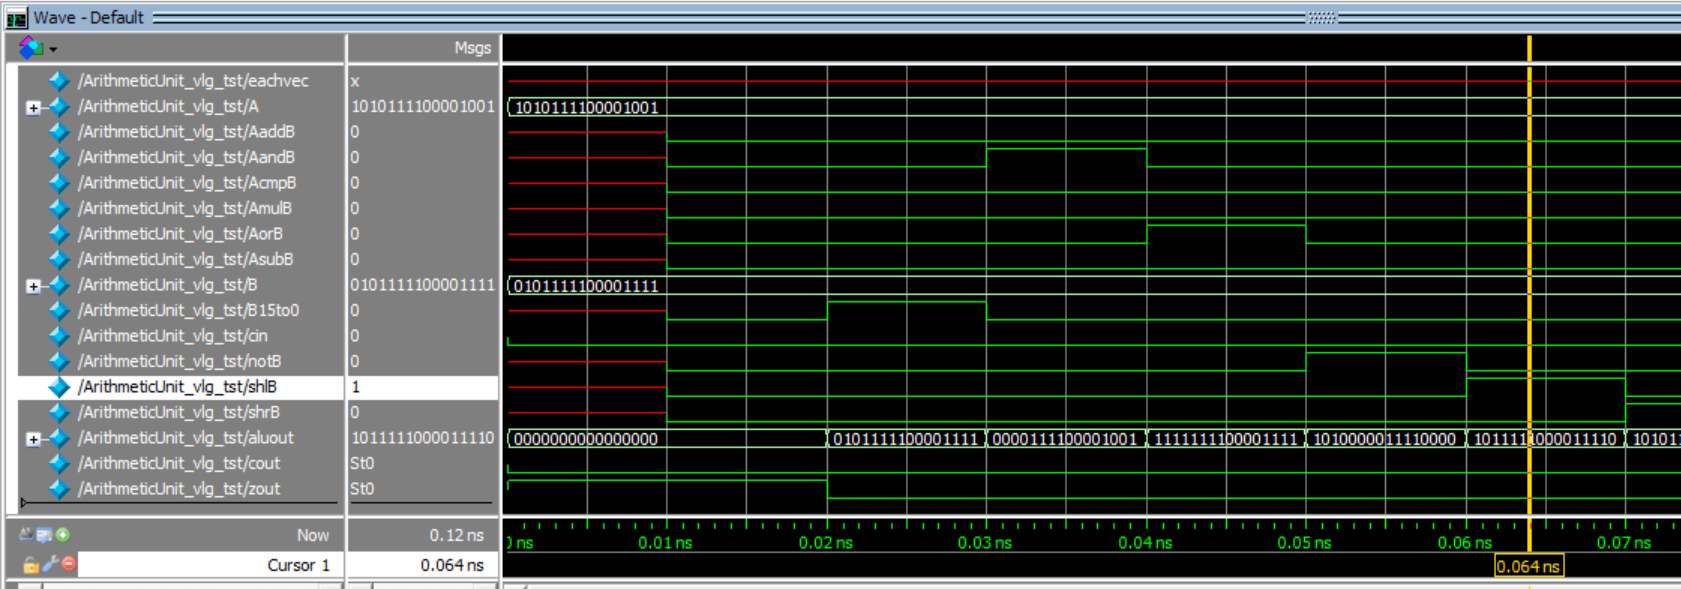 Wave - Default
Msgs
/ArithmeticUnit_vlg_tst/eachvec x
/ArithmeticUnit_vlg_tst/A 1010111100001001 1010111100001001
/ArithmeticUnit_vlg_tst/AaddB 0
/ArithmeticUnit_vlg_tst/AandB 0
/ArithmeticUnit_vlg_tst/AcmpB 0
/ArithmeticUnit_vlg_tst/AmulB 0
/ArithmeticUnit_vlg_tst/AorB 0
/ArithmeticUnit_vlg_tst/AsubB 0
/ArithmeticUnit_vlg_tst/B 0101111100001111 0101111100001111
/ArithmeticUnit_vlg_tst/B15to0 0
/ArithmeticUnit_vlg_tst/cin 0
/ArithmeticUnit_vlg_tst/notB 0
/ArithmeticUnit_vlg_tst/shlB 1
/ArithmeticUnit_vlg_tst/shrB 0
/ArithmeticUnit_vlg_tst/aluout 1011111000011110 0000000000000000 0101111100001111 0000111100001001 1111111100001111 1010000011110000 1011111000011110 10101
/ArithmeticUnit_vlg_tst/cout St0
/ArithmeticUnit_vlg_tst/zout St0
Now 0.12 ns ns 0.01 ns 0.02 ns 0.03 ns 0.04 ns 0.05 ns 0.06 ns 0.07 ns
Cursor 1 0.064 ns 0.064 ns